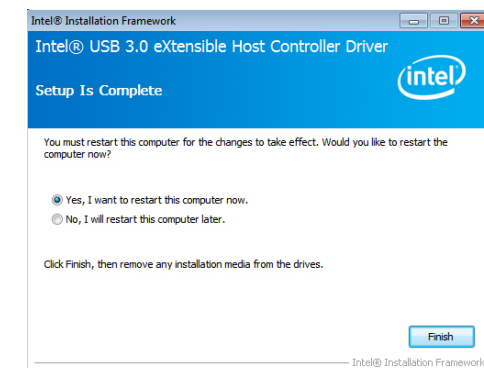 Intel® Installation Framework
Intel® USB 3.0 eXtensible Host Controller Driver
Setup Is Complete
(intel)®
You must restart this computer for the changes to take effect. Would you like to restart the
computer now?
Yes, I want to restart this computer now.
No, I will restart this computer later.
Click Finish, then remove any installation media from the drives.
Finish
Intel® Installation Framework